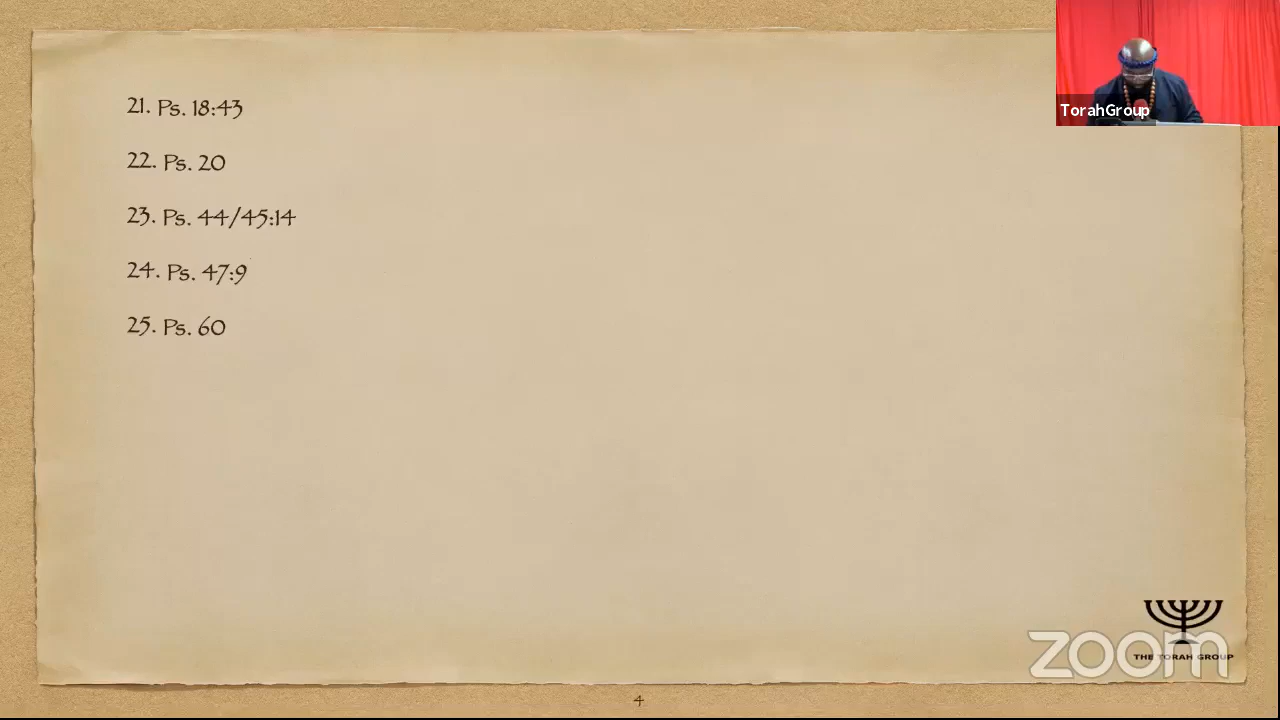 21. Ps. 18:43
22. Ps. 20
23. Ps. 44/45:14
24. Ps. 47:9
25. Ps. 60
TorahGroup
THE TORAH GROUP
zoom
4